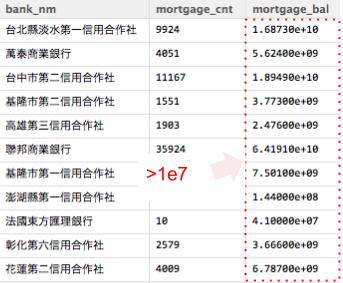 bank_nm mortgage_cnt mortgage_bal
台北縣淡水第一信用合作社 9924 1.68730e+10
萬泰商業銀行 4051 5.62400e+09
台中市第二信用合作社 11167 1.89490e+10
基隆市第二信用合作社 1551 3.77309e+09
高雄第三信用合作社 1903 2.47600e+09
聯邦商業銀行 35924 6.41910e+10
基隆市第一信用合作社 >1e7 7.50100e+09
澎湖縣第一信用合作社 1.44000e+08
法國東方匯理銀行 10 4.10000e+07
彰化第六信用合作社 2579 3.66600e+09
花蓮第二信用合作社 4009 6.78700e+09